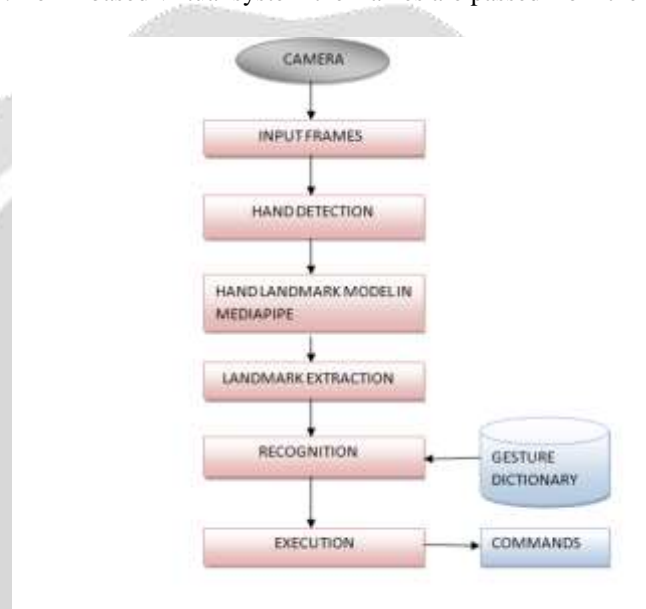 CAMERA
INPUT FRAMES
HAND DETECTION
HAND LANDMARK MODEL IN
MEDIAPIPE
LANDMARK EXTRACTION
RECOGNITION
GESTURE
DICTIONARY
EXECUTION
COMMANDS